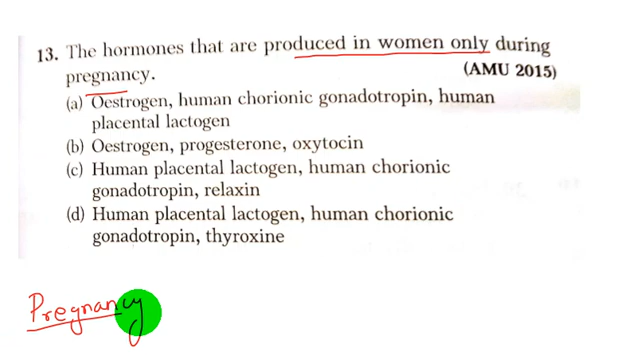 13. The hormones that are produced in women only during
pregnancy. (AMU 2015)
(a) Oestrogen, human chorionic gonadotropin, human
placental lactogen
(b) Oestrogen, progesterone, oxytocin
(c) Human placental lactogen, human chorionic
gonadotropin, relaxin
(d) Human placental lactogen, human chorionic
gonadotropin, thyroxine
Pregnancy